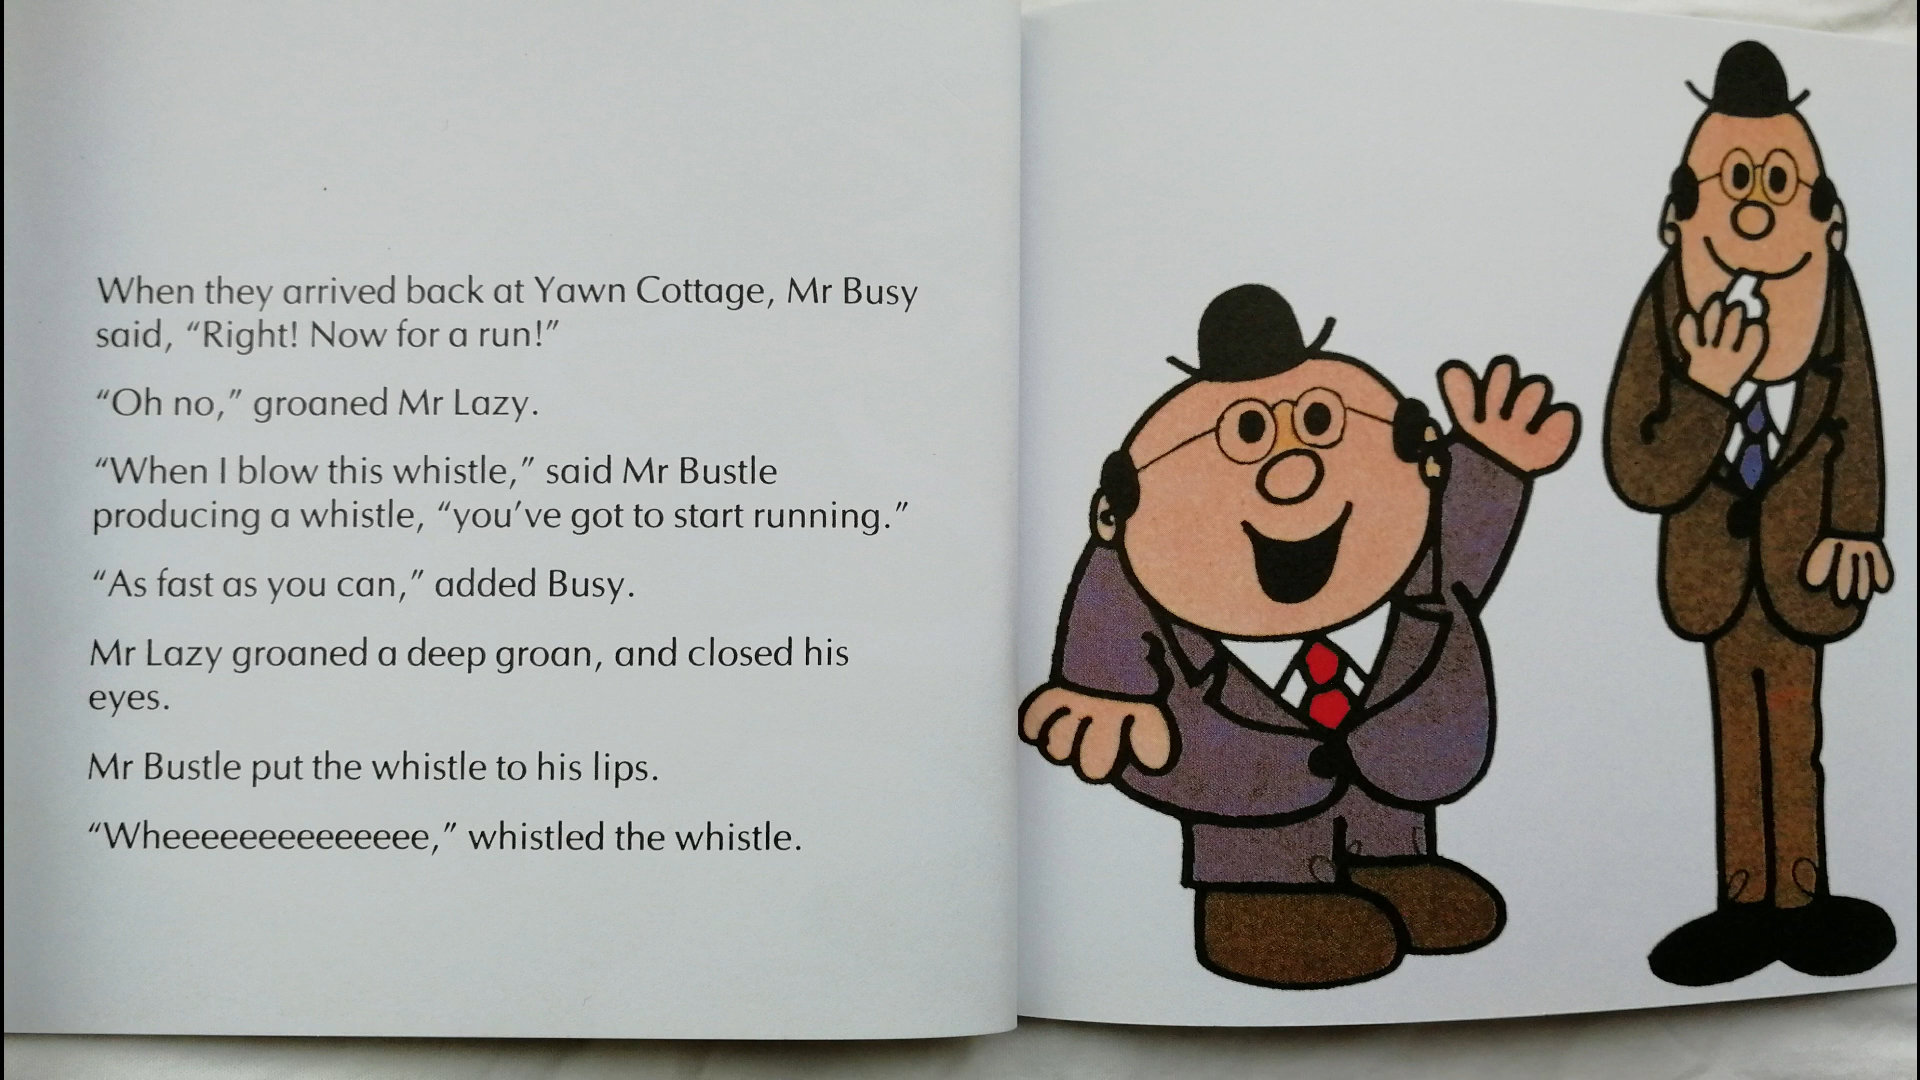 When they arrived back at Yawn Cottage, Mr Busy
said, “Right! Now for a run!”
“Oh no,” groaned Mr Lazy.
“When I blow this whistle,” said Mr Bustle
producing a whistle, “you’ve got to start running.”
“As fast as you can,” added Busy.
Mr Lazy groaned a deep groan, and closed his
eyes.
Mr Bustle put the whistle to his lips.
“Wheeeeeeeeeeeeeee,” whistled the whistle.